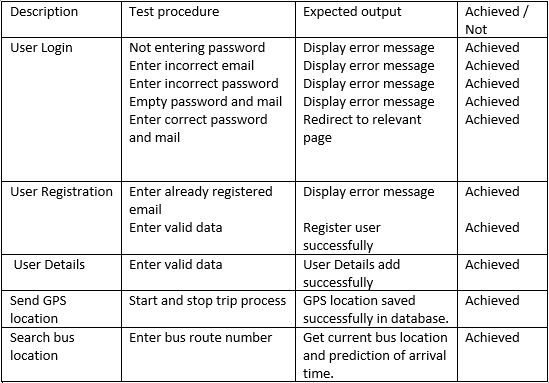 Description Test procedure Expected output Achieved /
Not
User Login Not entering password Display error message Achieved
Enter incorrect email Display error message Achieved
Enter incorrect password Display error message Achieved
Empty password and mail Display error message Achieved
Enter correct password Redirect to relevant Achieved
and mail page
User Registration Enter already registered Display error message Achieved
email
Enter valid data Register user Achieved
successfully
User Details Enter valid data User Details add Achieved
successfully
Send GPS Start and stop trip process GPS location saved Achieved
location successfully in database.
Search bus Enter bus route number Get current bus location Achieved
location and prediction of arrival
time.